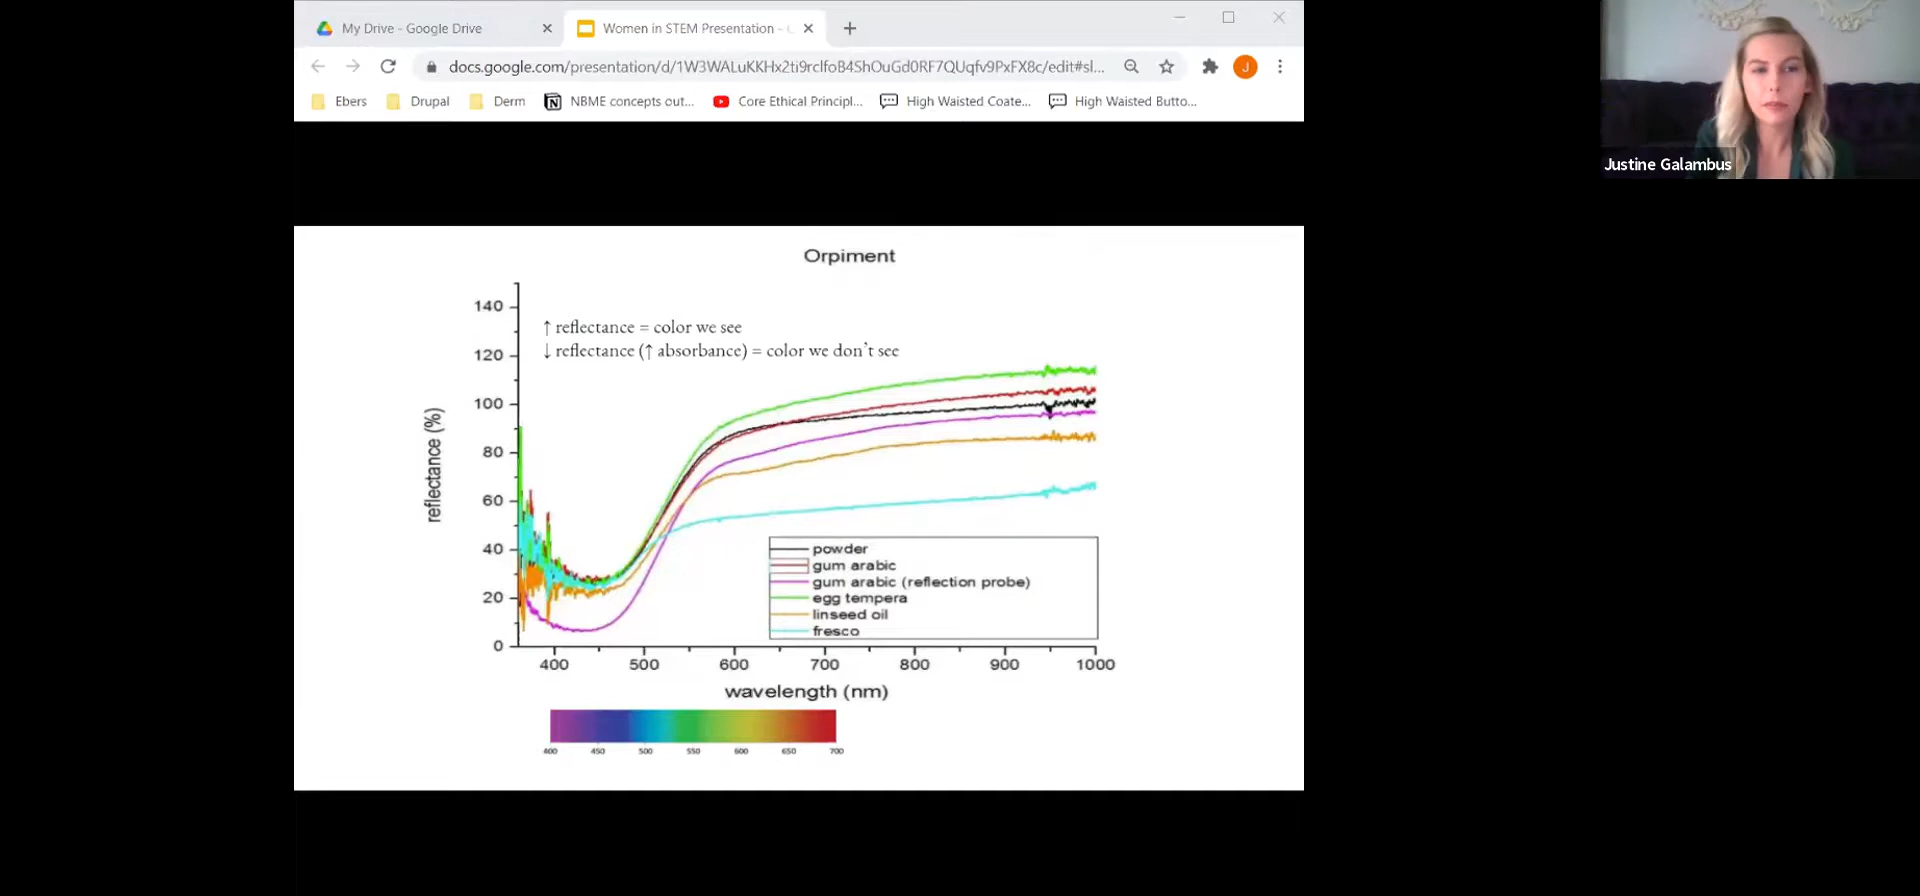 My Drive - Google Drive
Women in STEM Presentation -
docs.google.com/presentation/d/1W3WALuKKHx2ti9rclfoB4ShOuGd0RF7QUqfv9PxFX8c/edit#sl...
J
Ebers
Drupal
Derm
NBME concepts out...
Core Ethical Principl...
High Waisted Coate...
High Waisted Butto...
Justine Galambus
Orpiment
↑ reflectance = color we see
↓ reflectance (↑ absorbance) = color we don't see
reflectance (%)
140
120
100
80
60
40
20
0
powder
gum arabic
gum arabic (reflection probe)
egg tempera
linseed oil
fresco
400 500 600 700 800 900 1000
wavelength (nm)
400 450 500 550 600 650 700